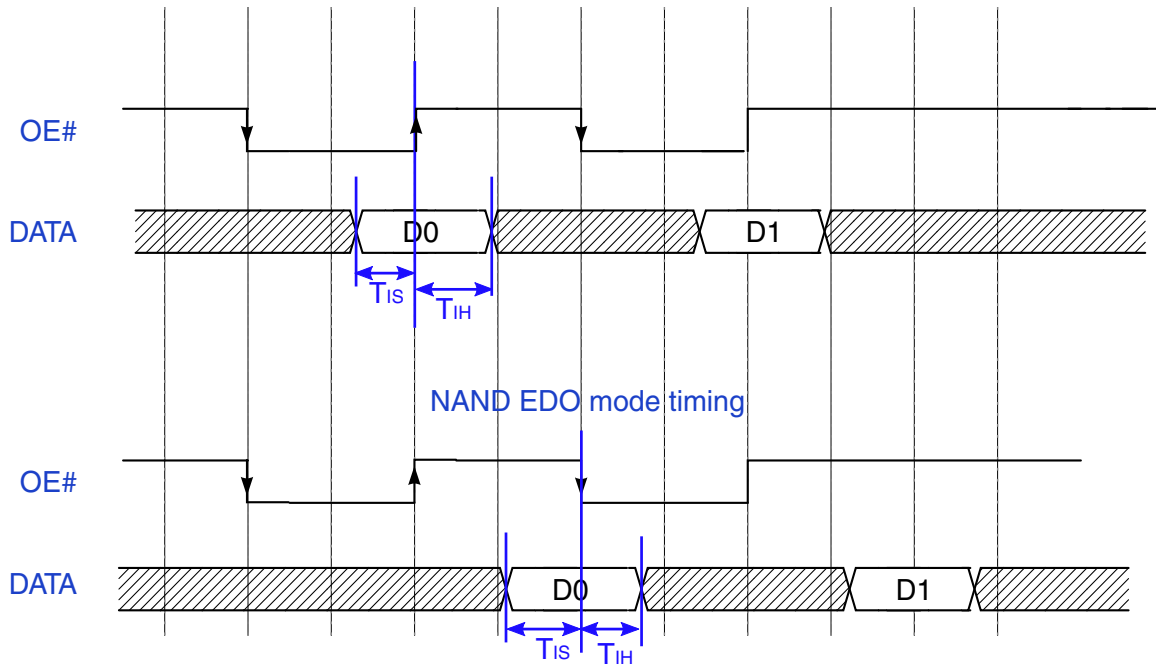 OE#
DATA
D0
D1
TIS
TIH
NAND EDO mode timing
OE#
DATA
D0
D1
TIS
TIH